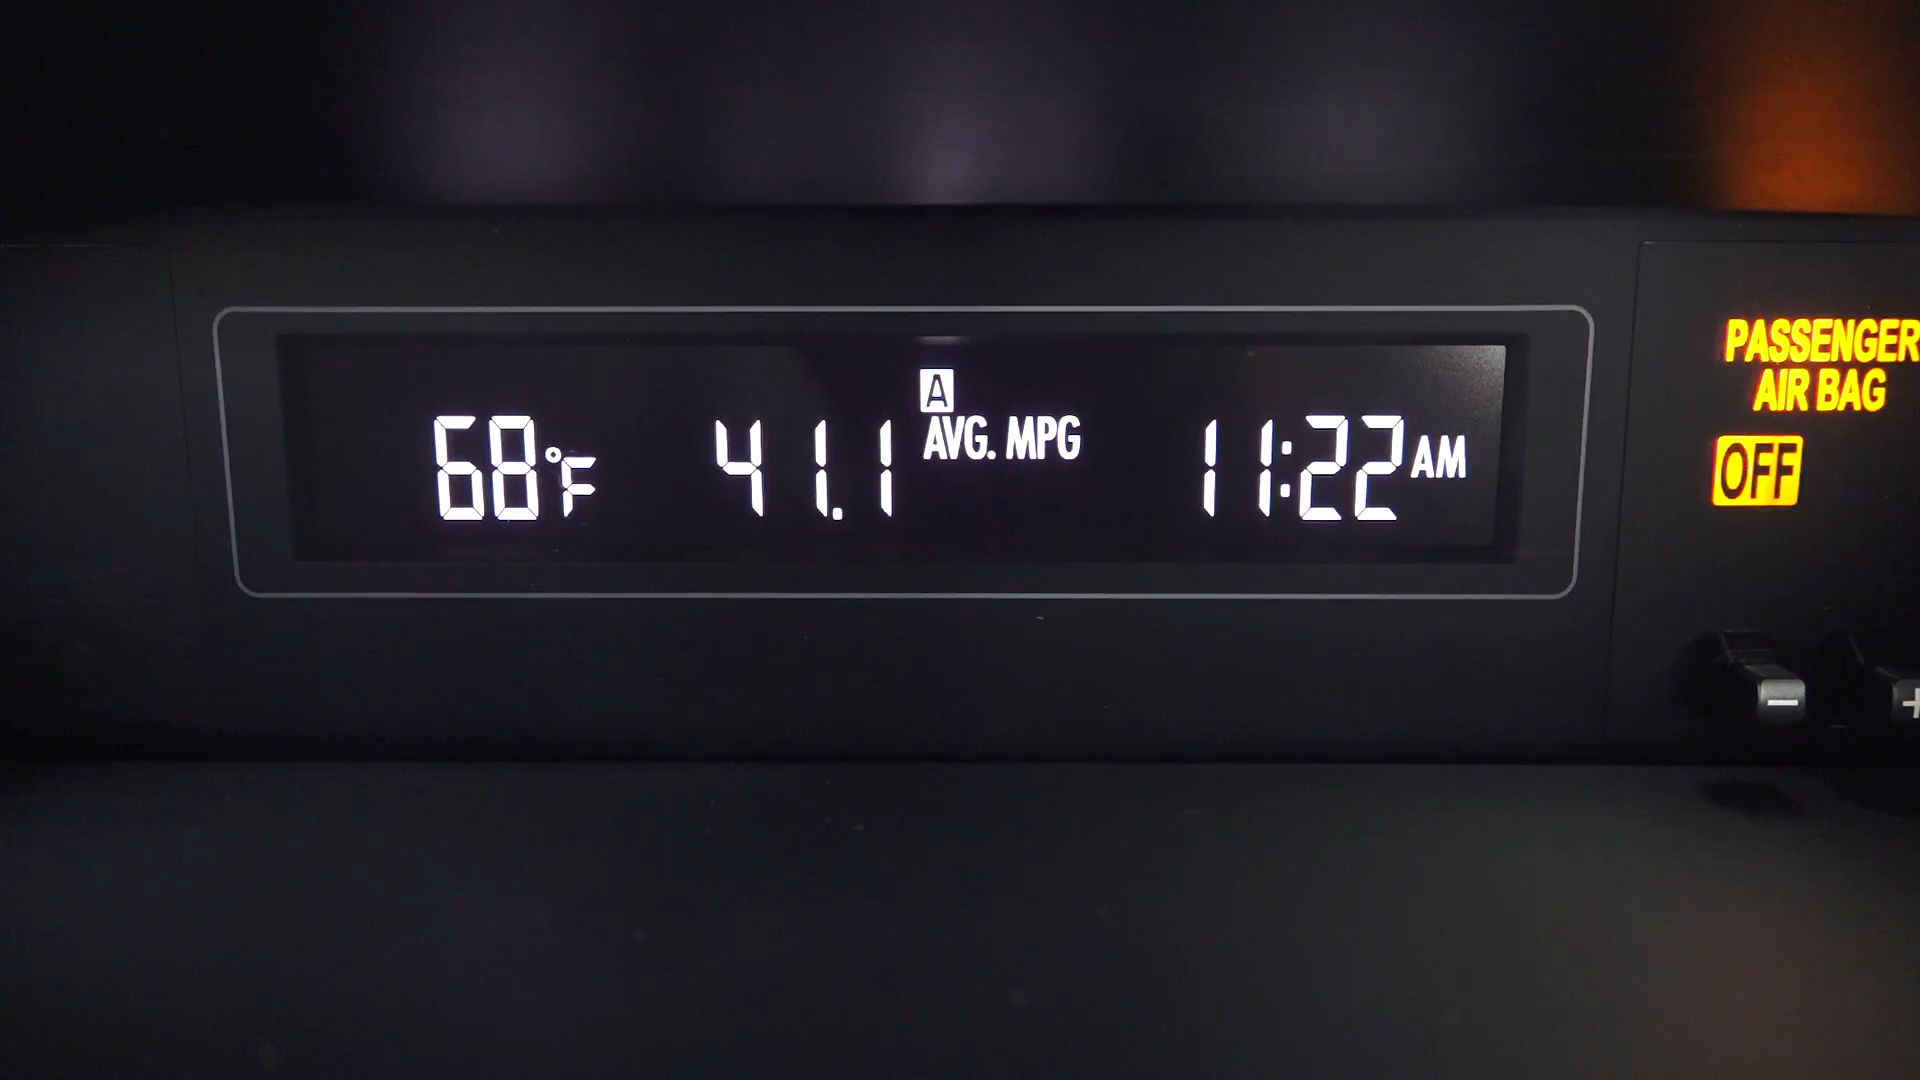 A
68°F 41.1 AVG. MPG 11:22 AM
PASSENGER
AIR BAG
OFF
− +